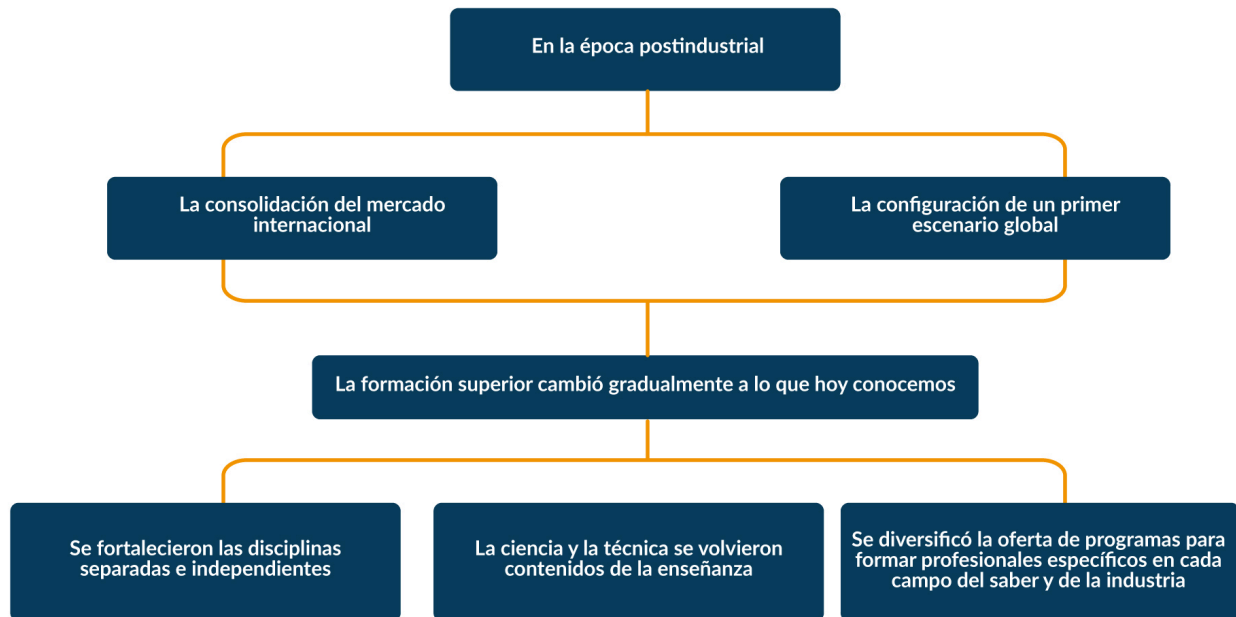 En la época postindustrial
La consolidación del mercado
internacional
La configuración de un primer
escenario global
La formación superior cambió gradualmente a lo que hoy conocemos
Se fortalecieron las disciplinas
separadas e independientes
La ciencia y la técnica se volvieron
contenidos de la enseñanza
Se diversificó la oferta de programas para
formar profesionales específicos en cada
campo del saber y de la industria